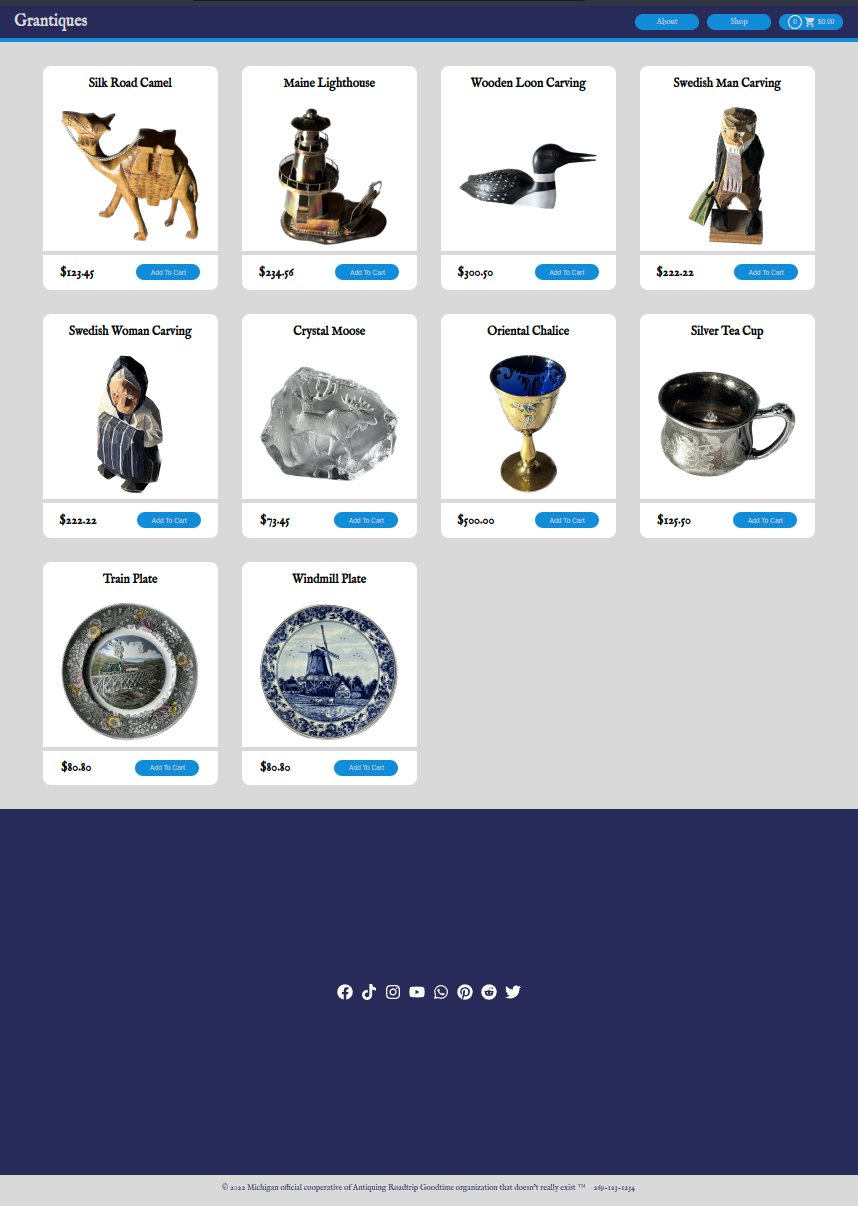 Grantiques
About
Shop
0 $0.00
Silk Road Camel
Maine Lighthouse
Wooden Loon Carving
Swedish Man Carving
$123.45
Add To Cart
$234.56
Add To Cart
$300.50
Add To Cart
$222.22
Add To Cart
Swedish Woman Carving
Crystal Moose
Oriental Chalice
Silver Tea Cup
$222.22
Add To Cart
$73.45
Add To Cart
$500.00
Add To Cart
$125.50
Add To Cart
Train Plate
Windmill Plate
$80.80
Add To Cart
$80.80
Add To Cart
© 2022 Michigan official cooperative of Antiquing Roadtrip Goodtime organization that doesn't really exist ™ 269-123-1234